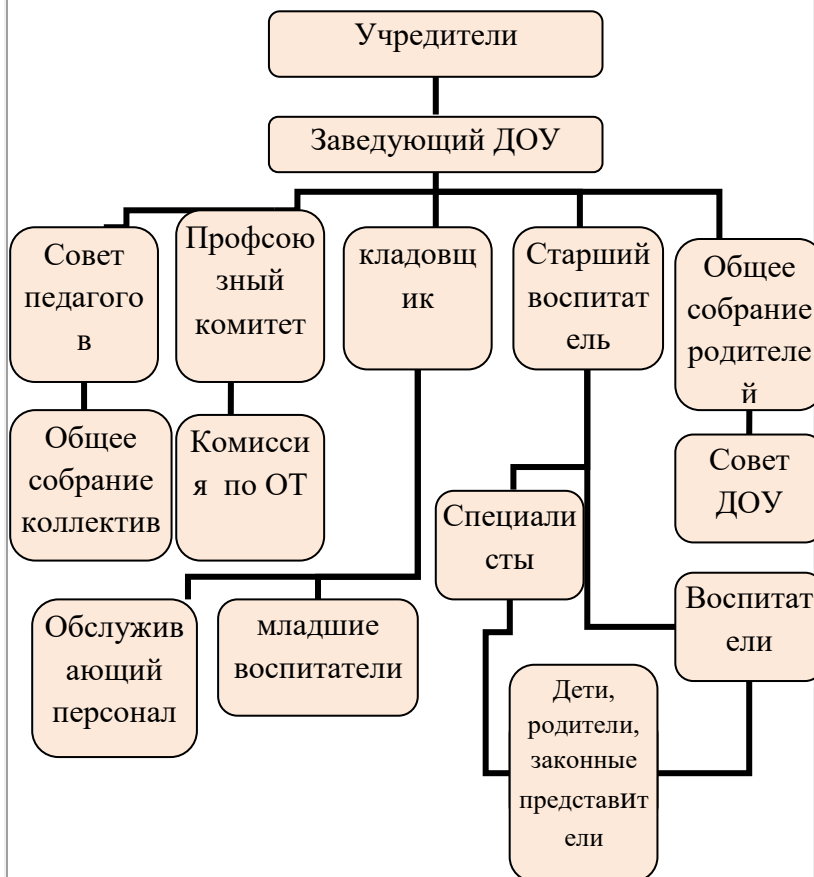 Учредители
Заведующий ДОУ
Совет
педагого
в
Профсою
зный
комитет
кладовщ
ик
Старший
воспитат
ель
Общее
собрание
родителе
й
Общее
собрание
коллектив
Комисси
я по ОТ
Совет
ДОУ
Специали
сты
Воспитат
ели
Обслужив
ающий
персонал
младшие
воспитатели
Дети,
родители,
законные
представит
ели